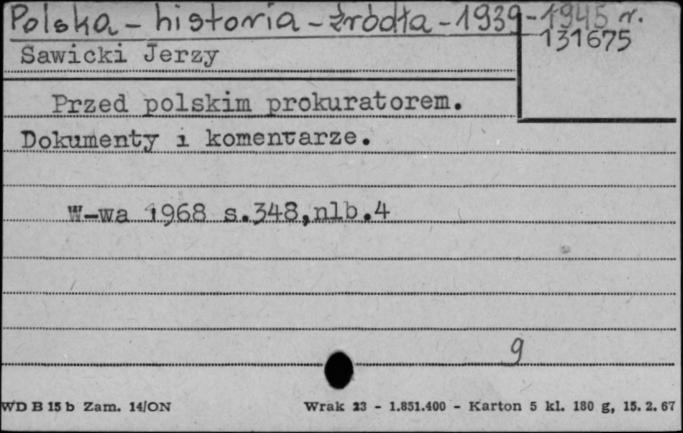 Polska - historia - źródła - 1939-1945 r.
131675
Sawicki Jerzy
Przed polskim prokuratorem.
Dokumenty i komentarze.
W-wa 1968 s.348,nlb.4
9
WD B 15 b Zam. 14/ON
Wrak 23 - 1.851.400 - Karton 5 kl. 180 g, 15. 2. 67